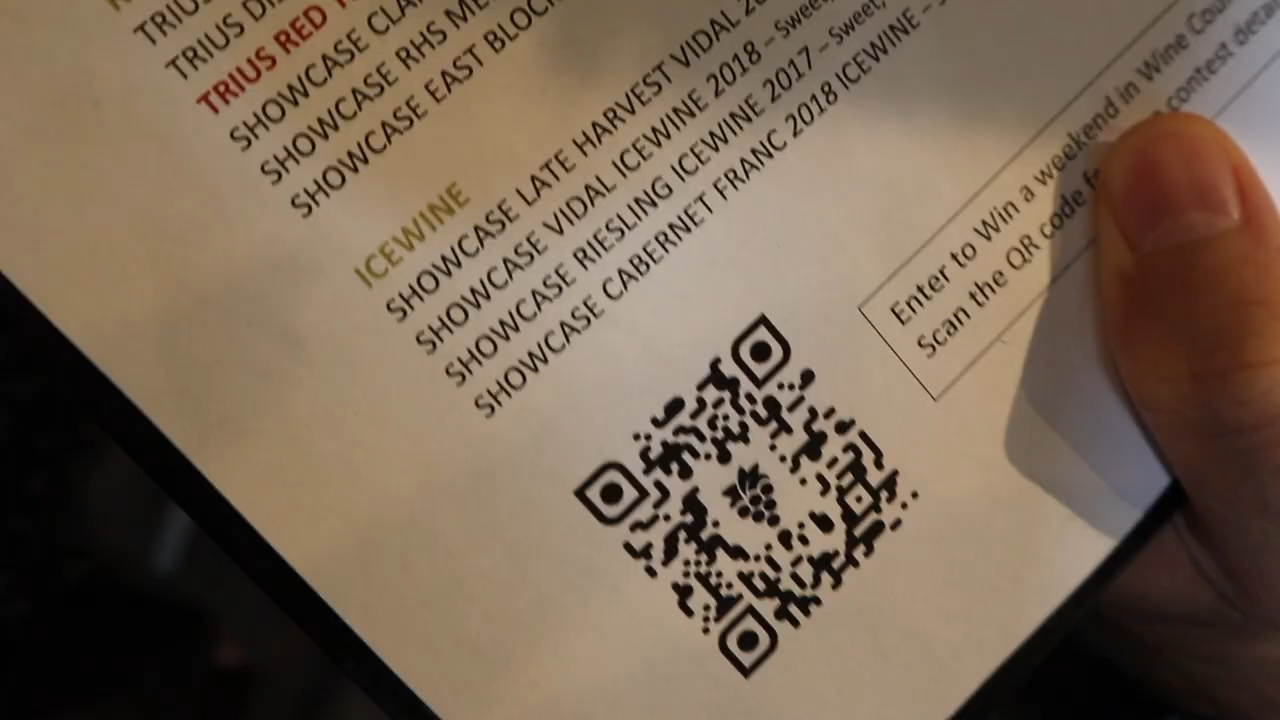 TRIUS
TRIUS
TRIUS RED
SHOWCASE
SHOWCASE RHS
SHOWCASE EAST BLOCK
ICEWINE
SHOWCASE LATE HARVEST VIDAL
SHOWCASE VIDAL ICEWINE 2018 – Sweet,
SHOWCASE RIESLING ICEWINE 2017 – Sweet,
SHOWCASE CABERNET FRANC 2018 ICEWINE –
Enter to Win a weekend in Wine
Scan the QR code contest